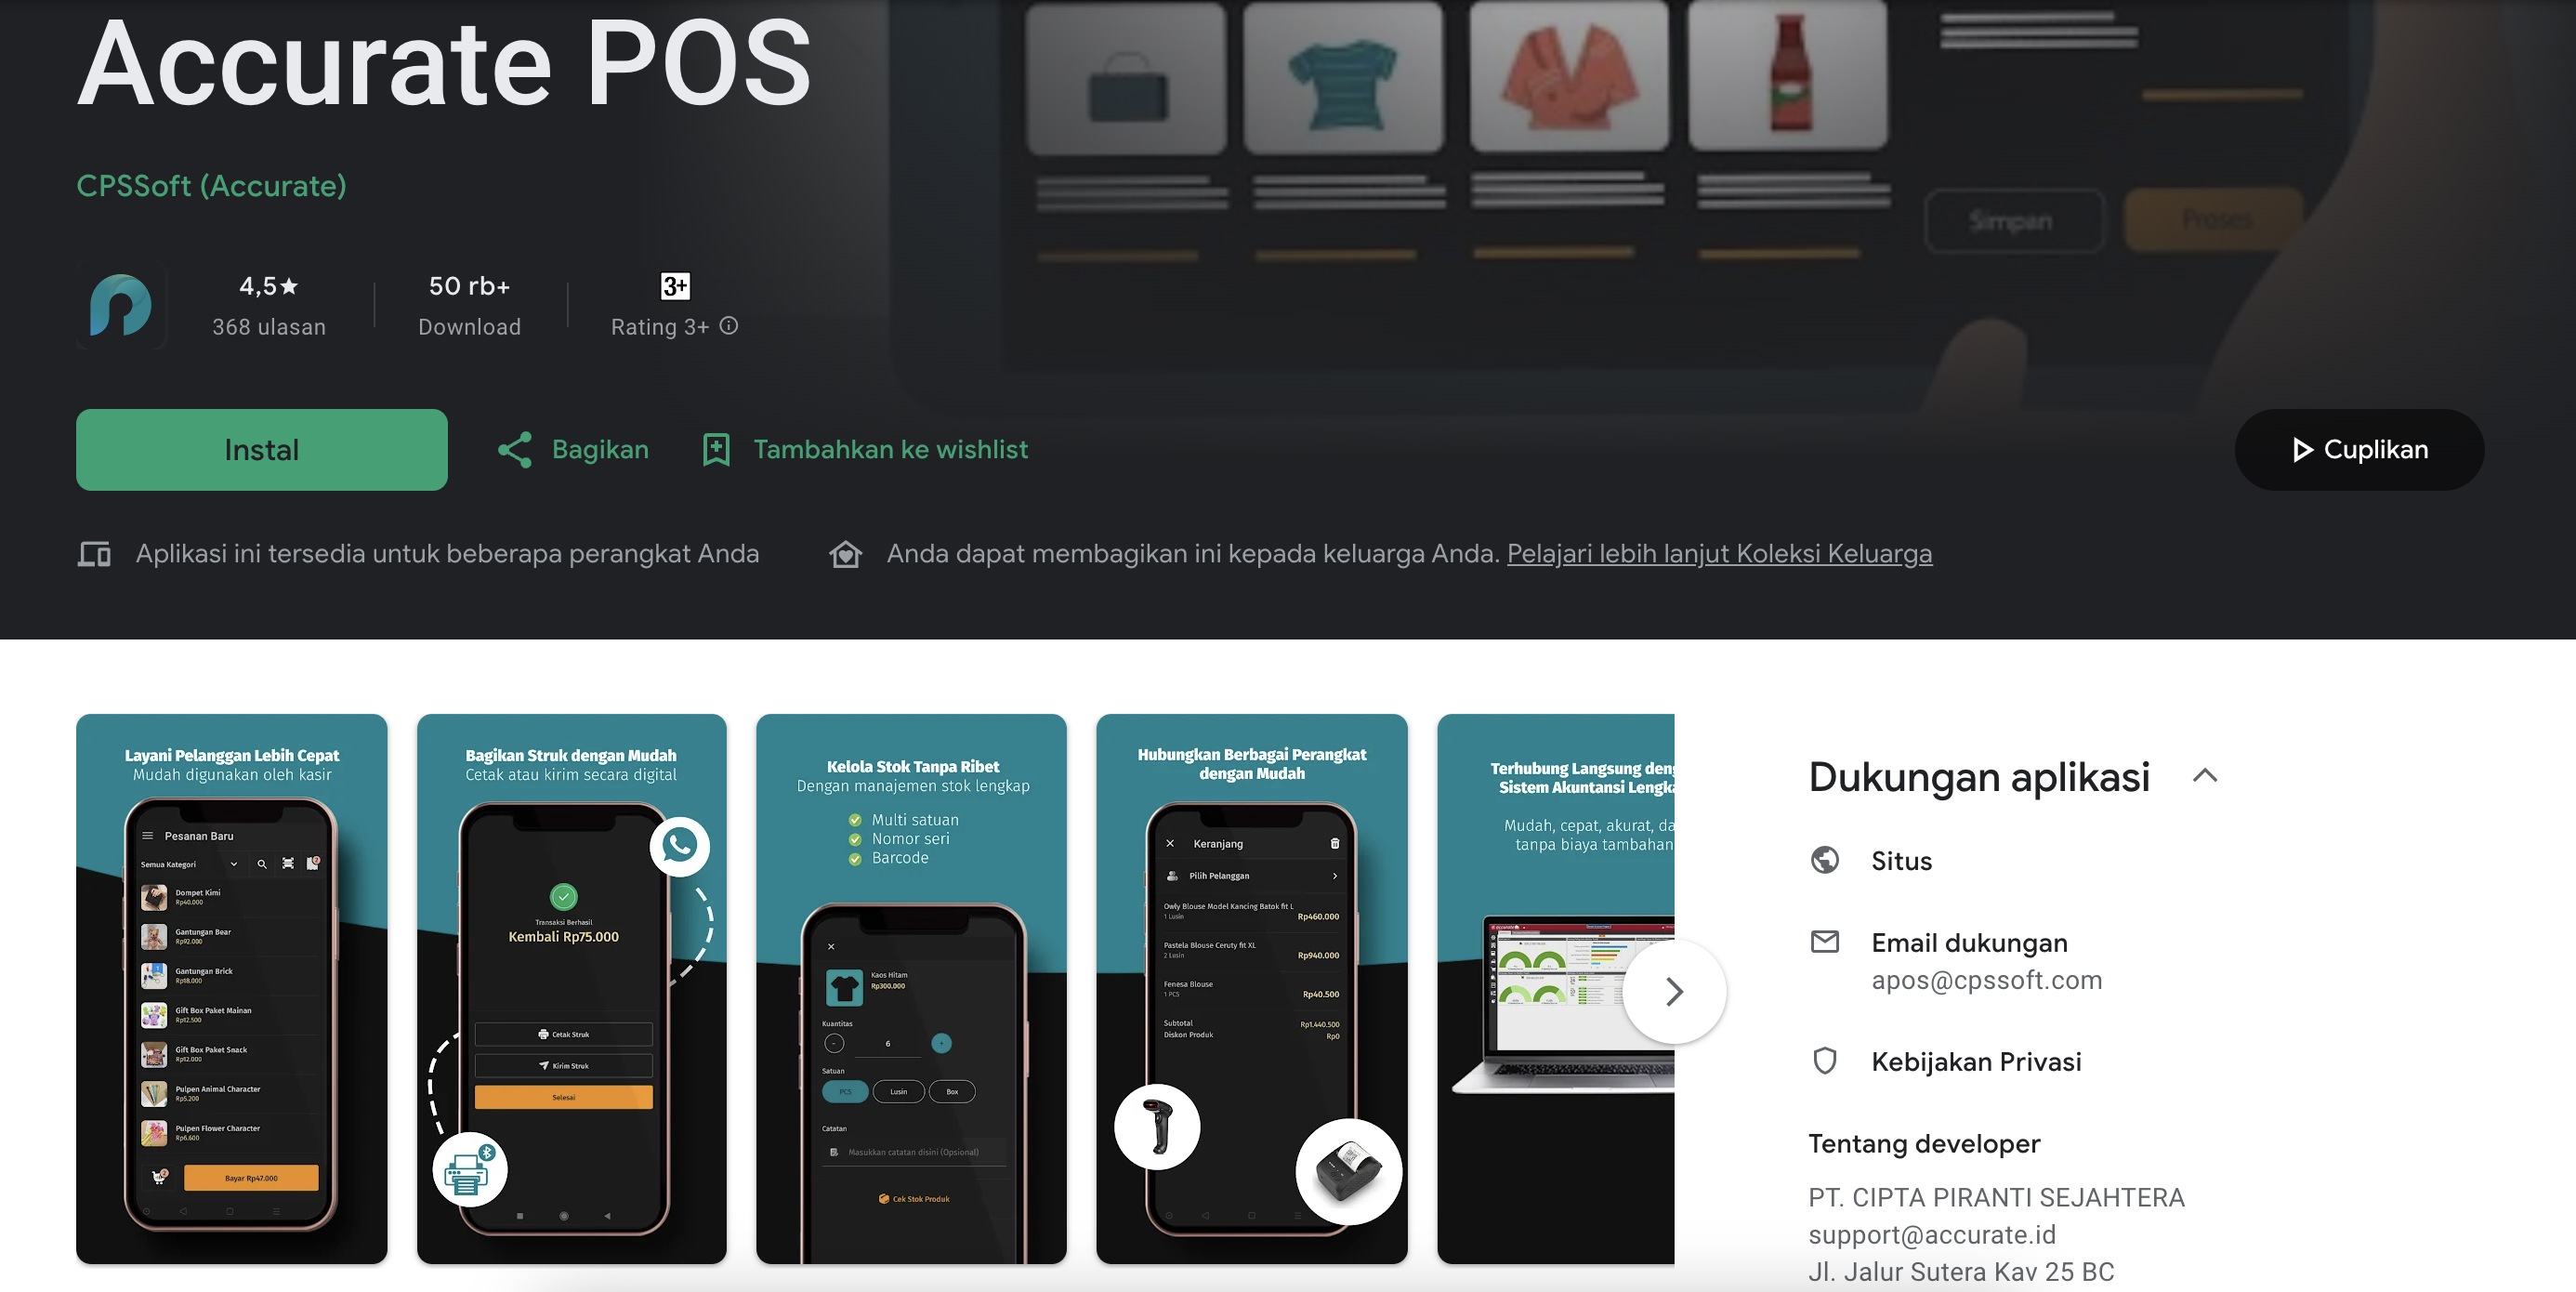 Accurate POS
CPSSoft (Accurate)
4,5★
368 ulasan
50 rb+
Download
3+
Rating 3+
Simpan
Proses
Instal
Bagikan
Tambahkan ke wishlist
Cuplikan
Aplikasi ini tersedia untuk beberapa perangkat Anda
Anda dapat membagikan ini kepada keluarga Anda. Pelajari lebih lanjut Koleksi Keluarga
Layani Pelanggan Lebih Cepat
Mudah digunakan oleh kasir
Pesanan Baru
Semua Kategori
Dompet Kimi
Rp40.000
Gantungan Bear
Rp92.000
Gantungan Brick
Rp18.000
Gift Box Paket Mainan
Rp12.500
Gift Box Paket Snack
Rp12.000
Pulpen Animal Character
Rp5.200
Pulpen Flower Character
Rp6.600
Bayar Rp47.000
Bagikan Struk dengan Mudah
Cetak atau kirim secara digital
Transaksi Berhasil
Kembali Rp75.000
Cetak Struk
Kirim Struk
Selesai
Kelola Stok Tanpa Ribet
Dengan manajemen stok lengkap
Multi satuan
Nomor seri
Barcode
Kaos Hitam
Rp300.000
Kuantitas
- 6 +
Satuan
PCS Lusin Box
Catatan
Masukkan catatan disini (Opsional)
Cek Stok Produk
Hubungkan Berbagai Perangkat
dengan Mudah
Keranjang
Pilih Pelanggan
Owly Blouse Model Kancing Batok fit L
1 Lusin Rp460.000
Pastela Blouse Ceruty fit XL
2 Lusin Rp940.000
Fenesa Blouse
1 PCS Rp40.500
Subtotal Rp1.440.500
Diskon Produk Rp0
Terhubung Langsung deng
Sistem Akuntansi Lengka
Mudah, cepat, akurat, da
tanpa biaya tambahan
Dukungan aplikasi
Situs
Email dukungan
apos@cpssoft.com
Kebijakan Privasi
Tentang developer
PT. CIPTA PIRANTI SEJAHTERA
support@accurate.id
Jl. Jalur Sutera Kav 25 BC